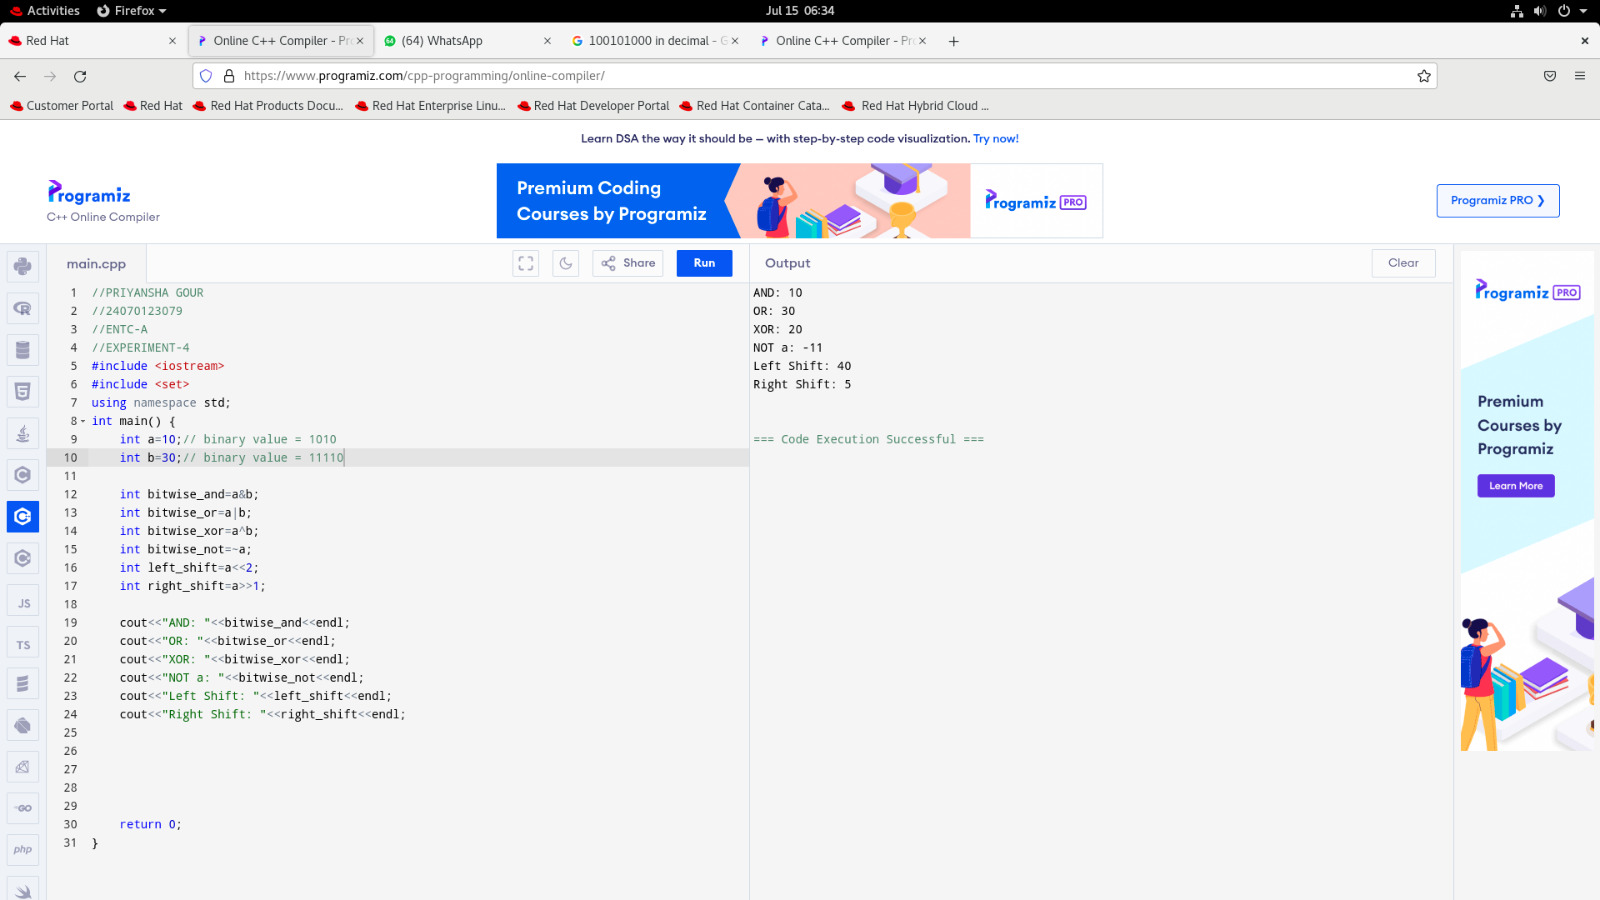 Activities
Firefox
Jul 15 06:34
Red Hat
Online C++ Compiler - Pr
(64) WhatsApp
100101000 in decimal - G
Online C++ Compiler - Pr
https://www.programiz.com/cpp-programming/online-compiler/
Customer Portal
Red Hat
Red Hat Products Docu...
Red Hat Enterprise Linu...
Red Hat Developer Portal
Red Hat Container Cata...
Red Hat Hybrid Cloud ...
Learn DSA the way it should be — with step-by-step code visualization. Try now!
Programiz
C++ Online Compiler
Premium Coding
Courses by Programiz
Programiz PRO
Programiz PRO ❯
main.cpp
Share
Run
Output
Clear
1 //PRIYANSHA GOUR
2 //24070123079
3 //ENTC-A
4 //EXPERIMENT-4
5 #include <iostream>
6 #include <set>
7 using namespace std;
8 int main() {
9 int a=10;// binary value = 1010
10 int b=30;// binary value = 11110
11
12 int bitwise_and=a&b;
13 int bitwise_or=a|b;
14 int bitwise_xor=a^b;
15 int bitwise_not=~a;
16 int left_shift=a<<2;
17 int right_shift=a>>1;
18
19 cout<<"AND: "<<bitwise_and<<endl;
20 cout<<"OR: "<<bitwise_or<<endl;
21 cout<<"XOR: "<<bitwise_xor<<endl;
22 cout<<"NOT a: "<<bitwise_not<<endl;
23 cout<<"Left Shift: "<<left_shift<<endl;
24 cout<<"Right Shift: "<<right_shift<<endl;
25
26
27
28
29
30 return 0;
31 }
AND: 10
OR: 30
XOR: 20
NOT a: -11
Left Shift: 40
Right Shift: 5
=== Code Execution Successful ===
Programiz PRO
Premium
Courses by
Programiz
Learn More
JS
TS
GO
php